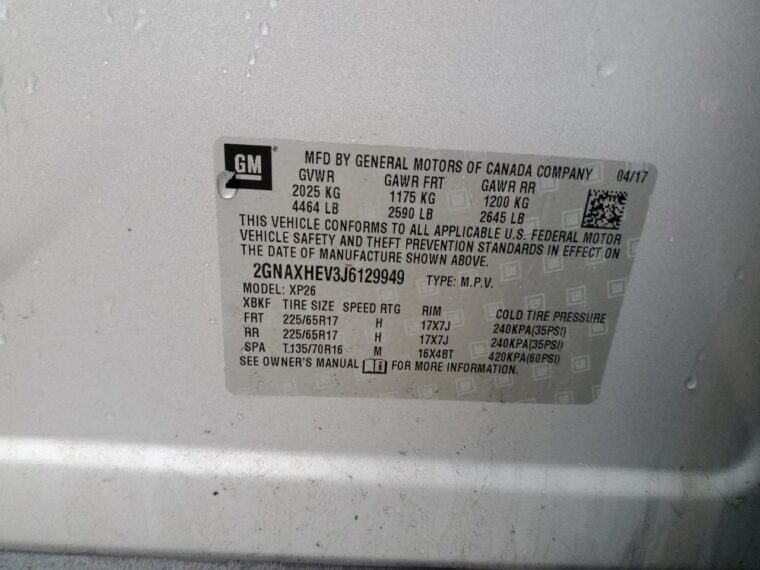 GM ® MFD BY GENERAL MOTORS OF CANADA COMPANY 04/17
GVWR GAWR FRT GAWR RR
2025 KG 1175 KG 1200 KG
4464 LB 2590 LB 2645 LB
THIS VEHICLE CONFORMS TO ALL APPLICABLE U.S. FEDERAL MOTOR
VEHICLE SAFETY AND THEFT PREVENTION STANDARDS IN EFFECT ON
THE DATE OF MANUFACTURE SHOWN ABOVE.
2GNAXHEV3J6129949 TYPE: M.P.V.
MODEL: XP26
XBKF TIRE SIZE SPEED RTG RIM COLD TIRE PRESSURE
FRT 225/65R17 H 17X7J 240KPA(35PSI)
RR 225/65R17 H 17X7J 240KPA(35PSI)
SPA T135/70R16 M 16X4BT 420KPA(60PSI)
SEE OWNER'S MANUAL FOR MORE INFORMATION.